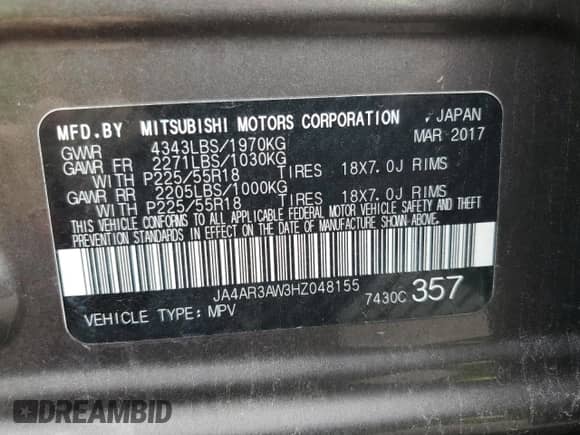 MFD.BY MITSUBISHI MOTORS CORPORATION JAPAN
GVWR 4343LBS/1970KG MAR 2017
GAWR FR 2271LBS/1030KG
WITH P225/55R18 TIRES 18X7.0J RIMS
GAWR RR 2205LBS/1000KG
WITH P225/55R18 TIRES 18X7.0J RIMS
THIS VEHICLE CONFORMS TO ALL APPLICABLE FEDERAL MOTOR VEHICLE SAFETY AND THEFT
PREVENTION STANDARDS IN EFFECT ON THE DATE OF MANUFACTURE SHOWN ABOVE.
JA4AR3AW3HZ048155 7430C 357
VEHICLE TYPE: MPV
DREAMBID